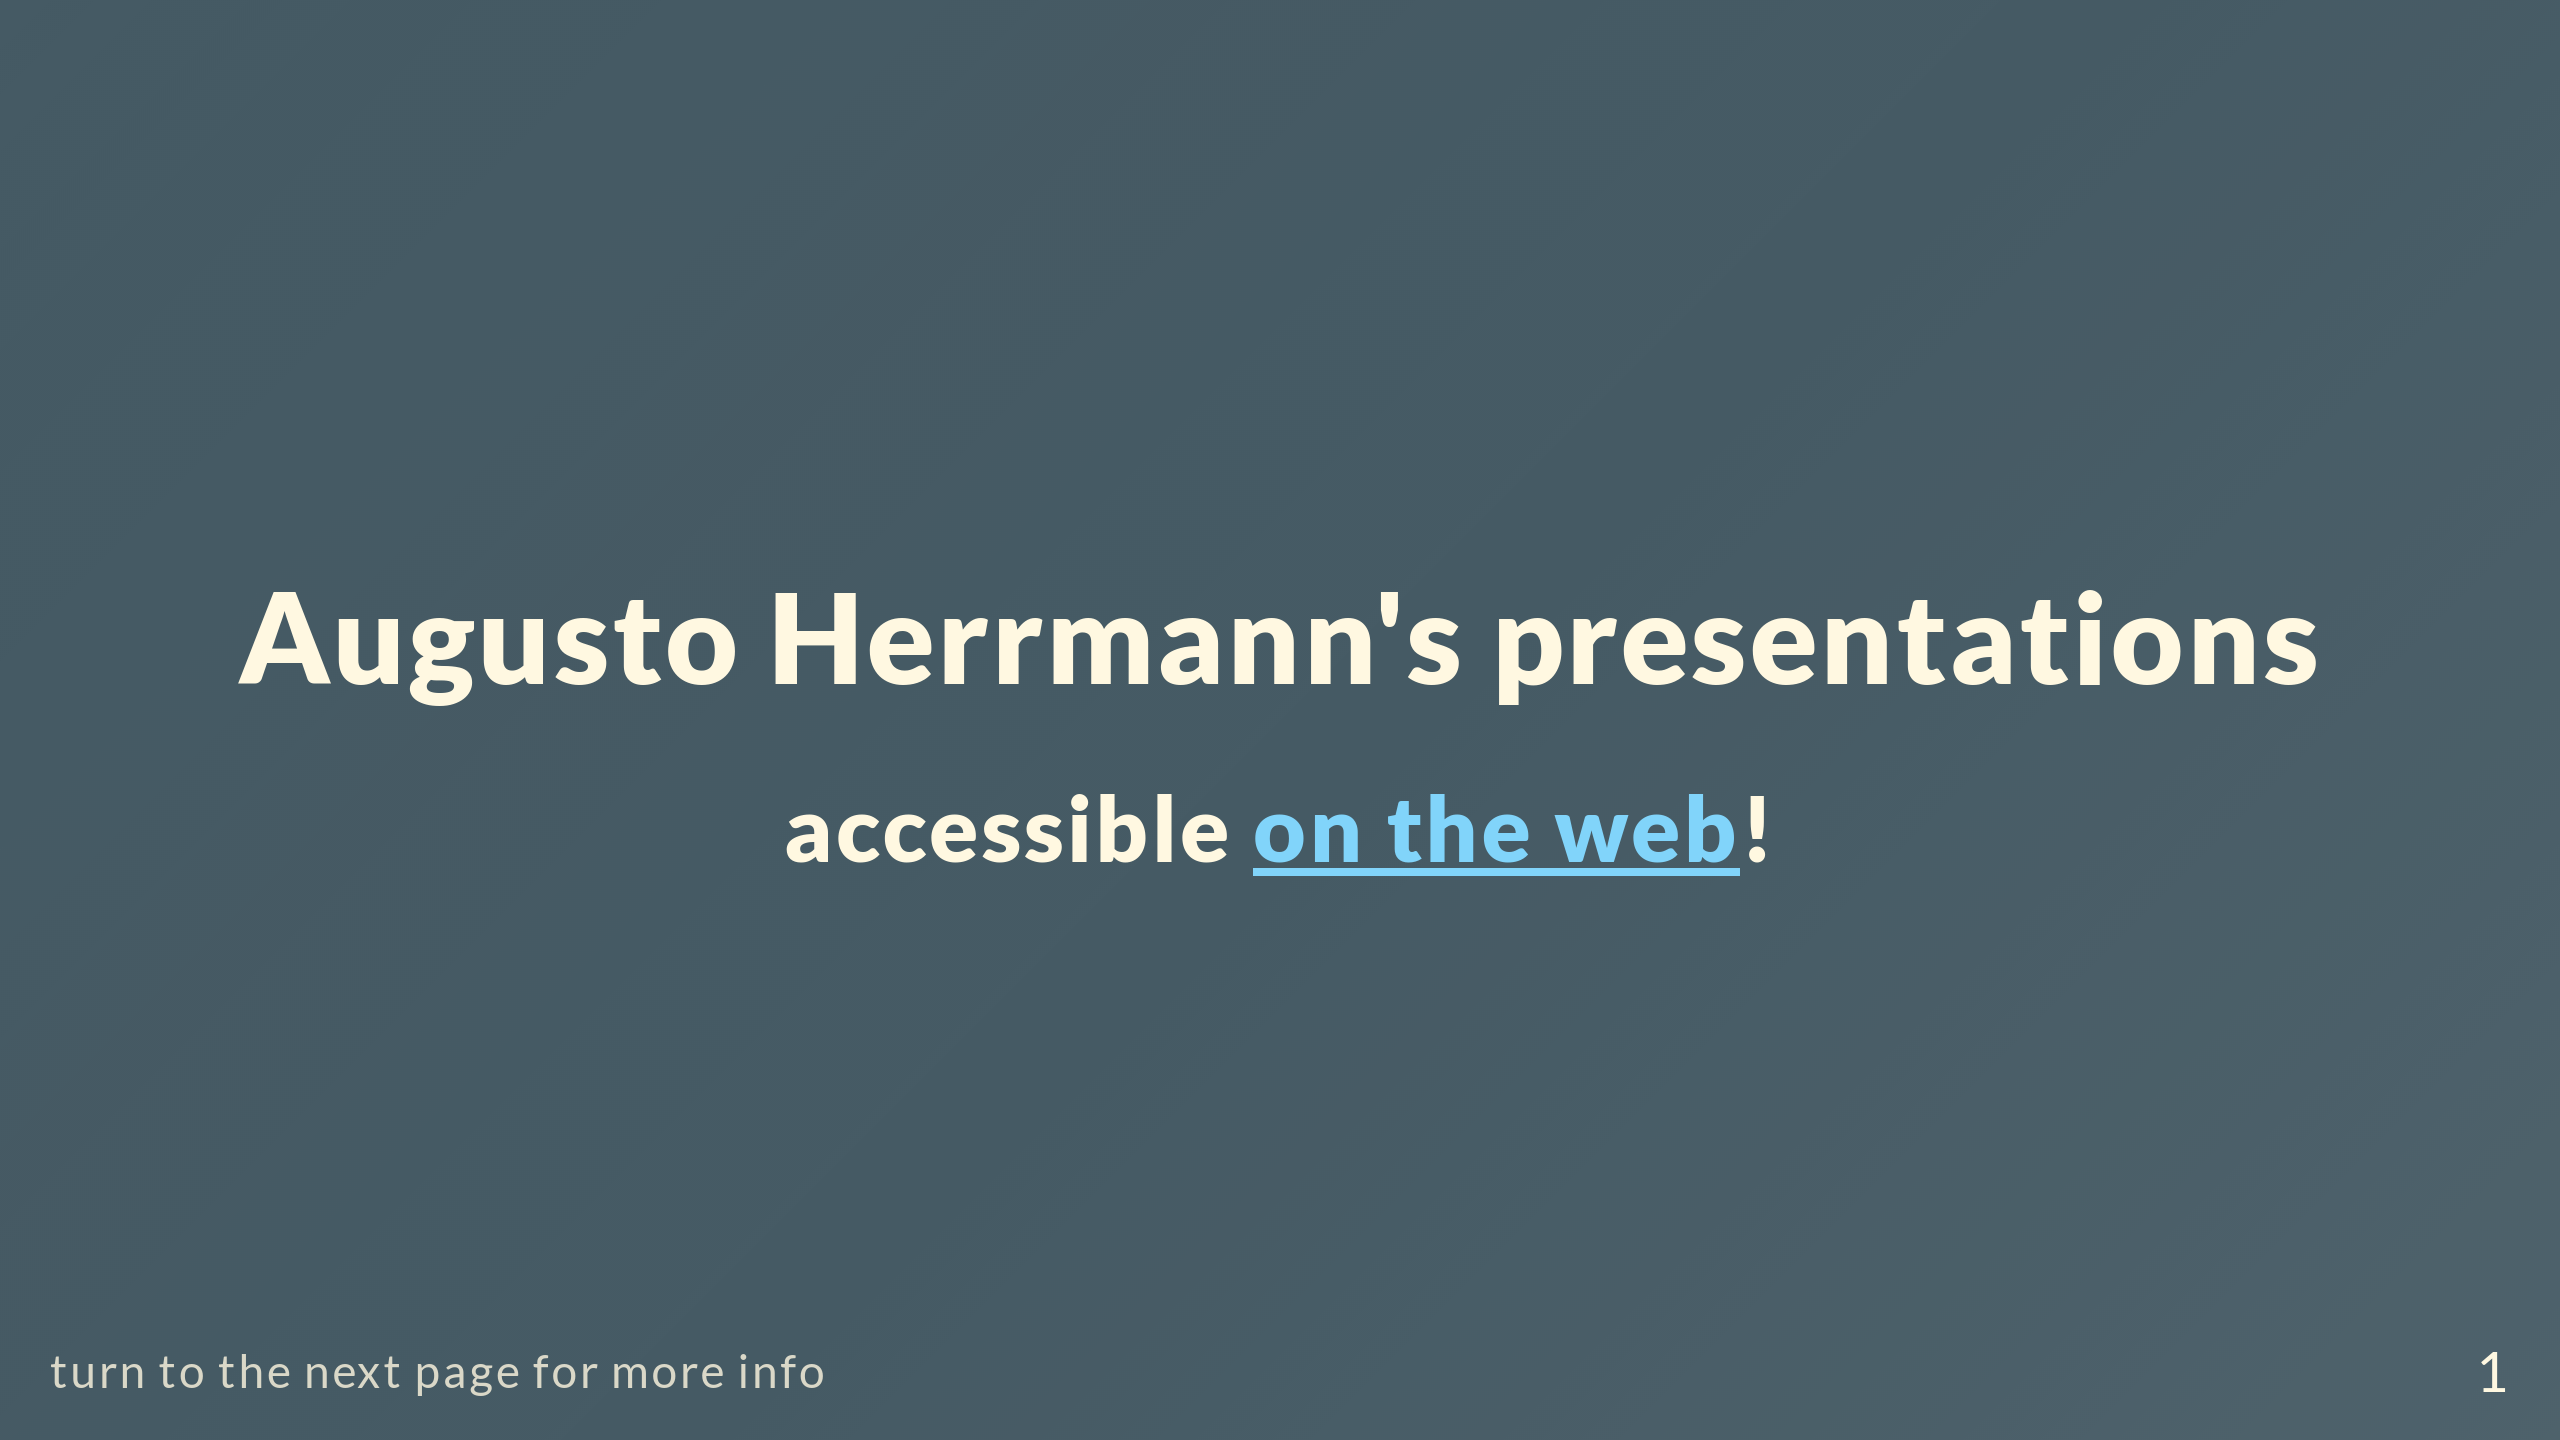 Augusto Herrmann's presentations
accessible on the web!
turn to the next page for more info
1